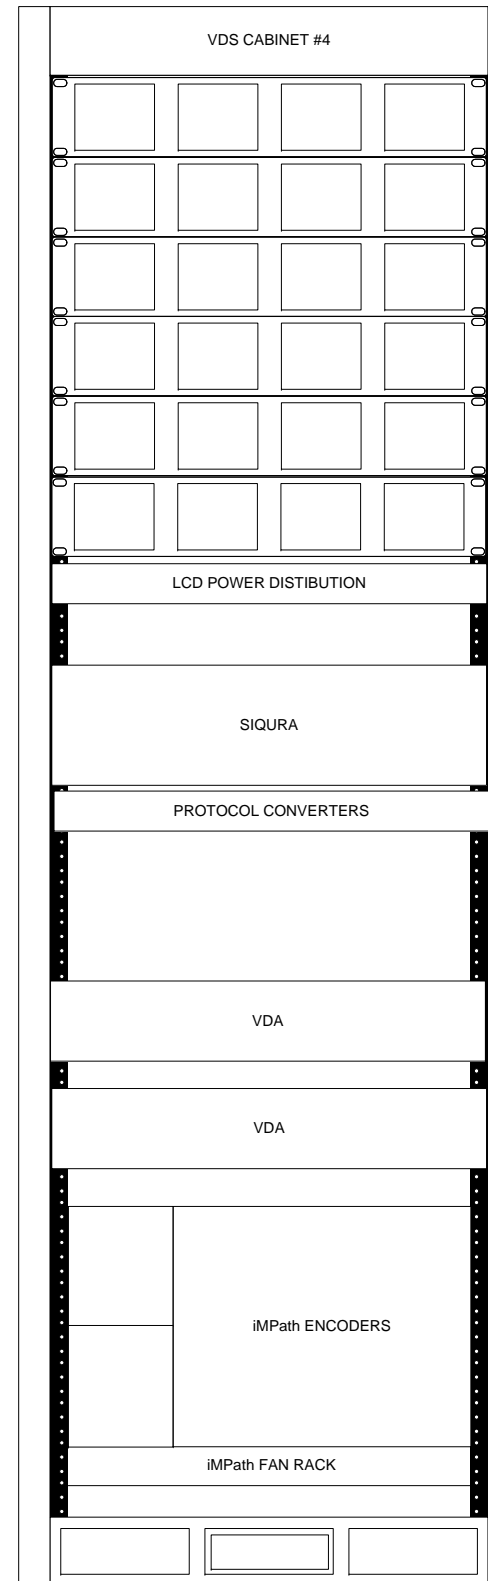 VDS CABINET #4
LCD POWER DISTIBUTION
SIQURA
PROTOCOL CONVERTERS
VDA
VDA
iMPath ENCODERS
iMPath FAN RACK